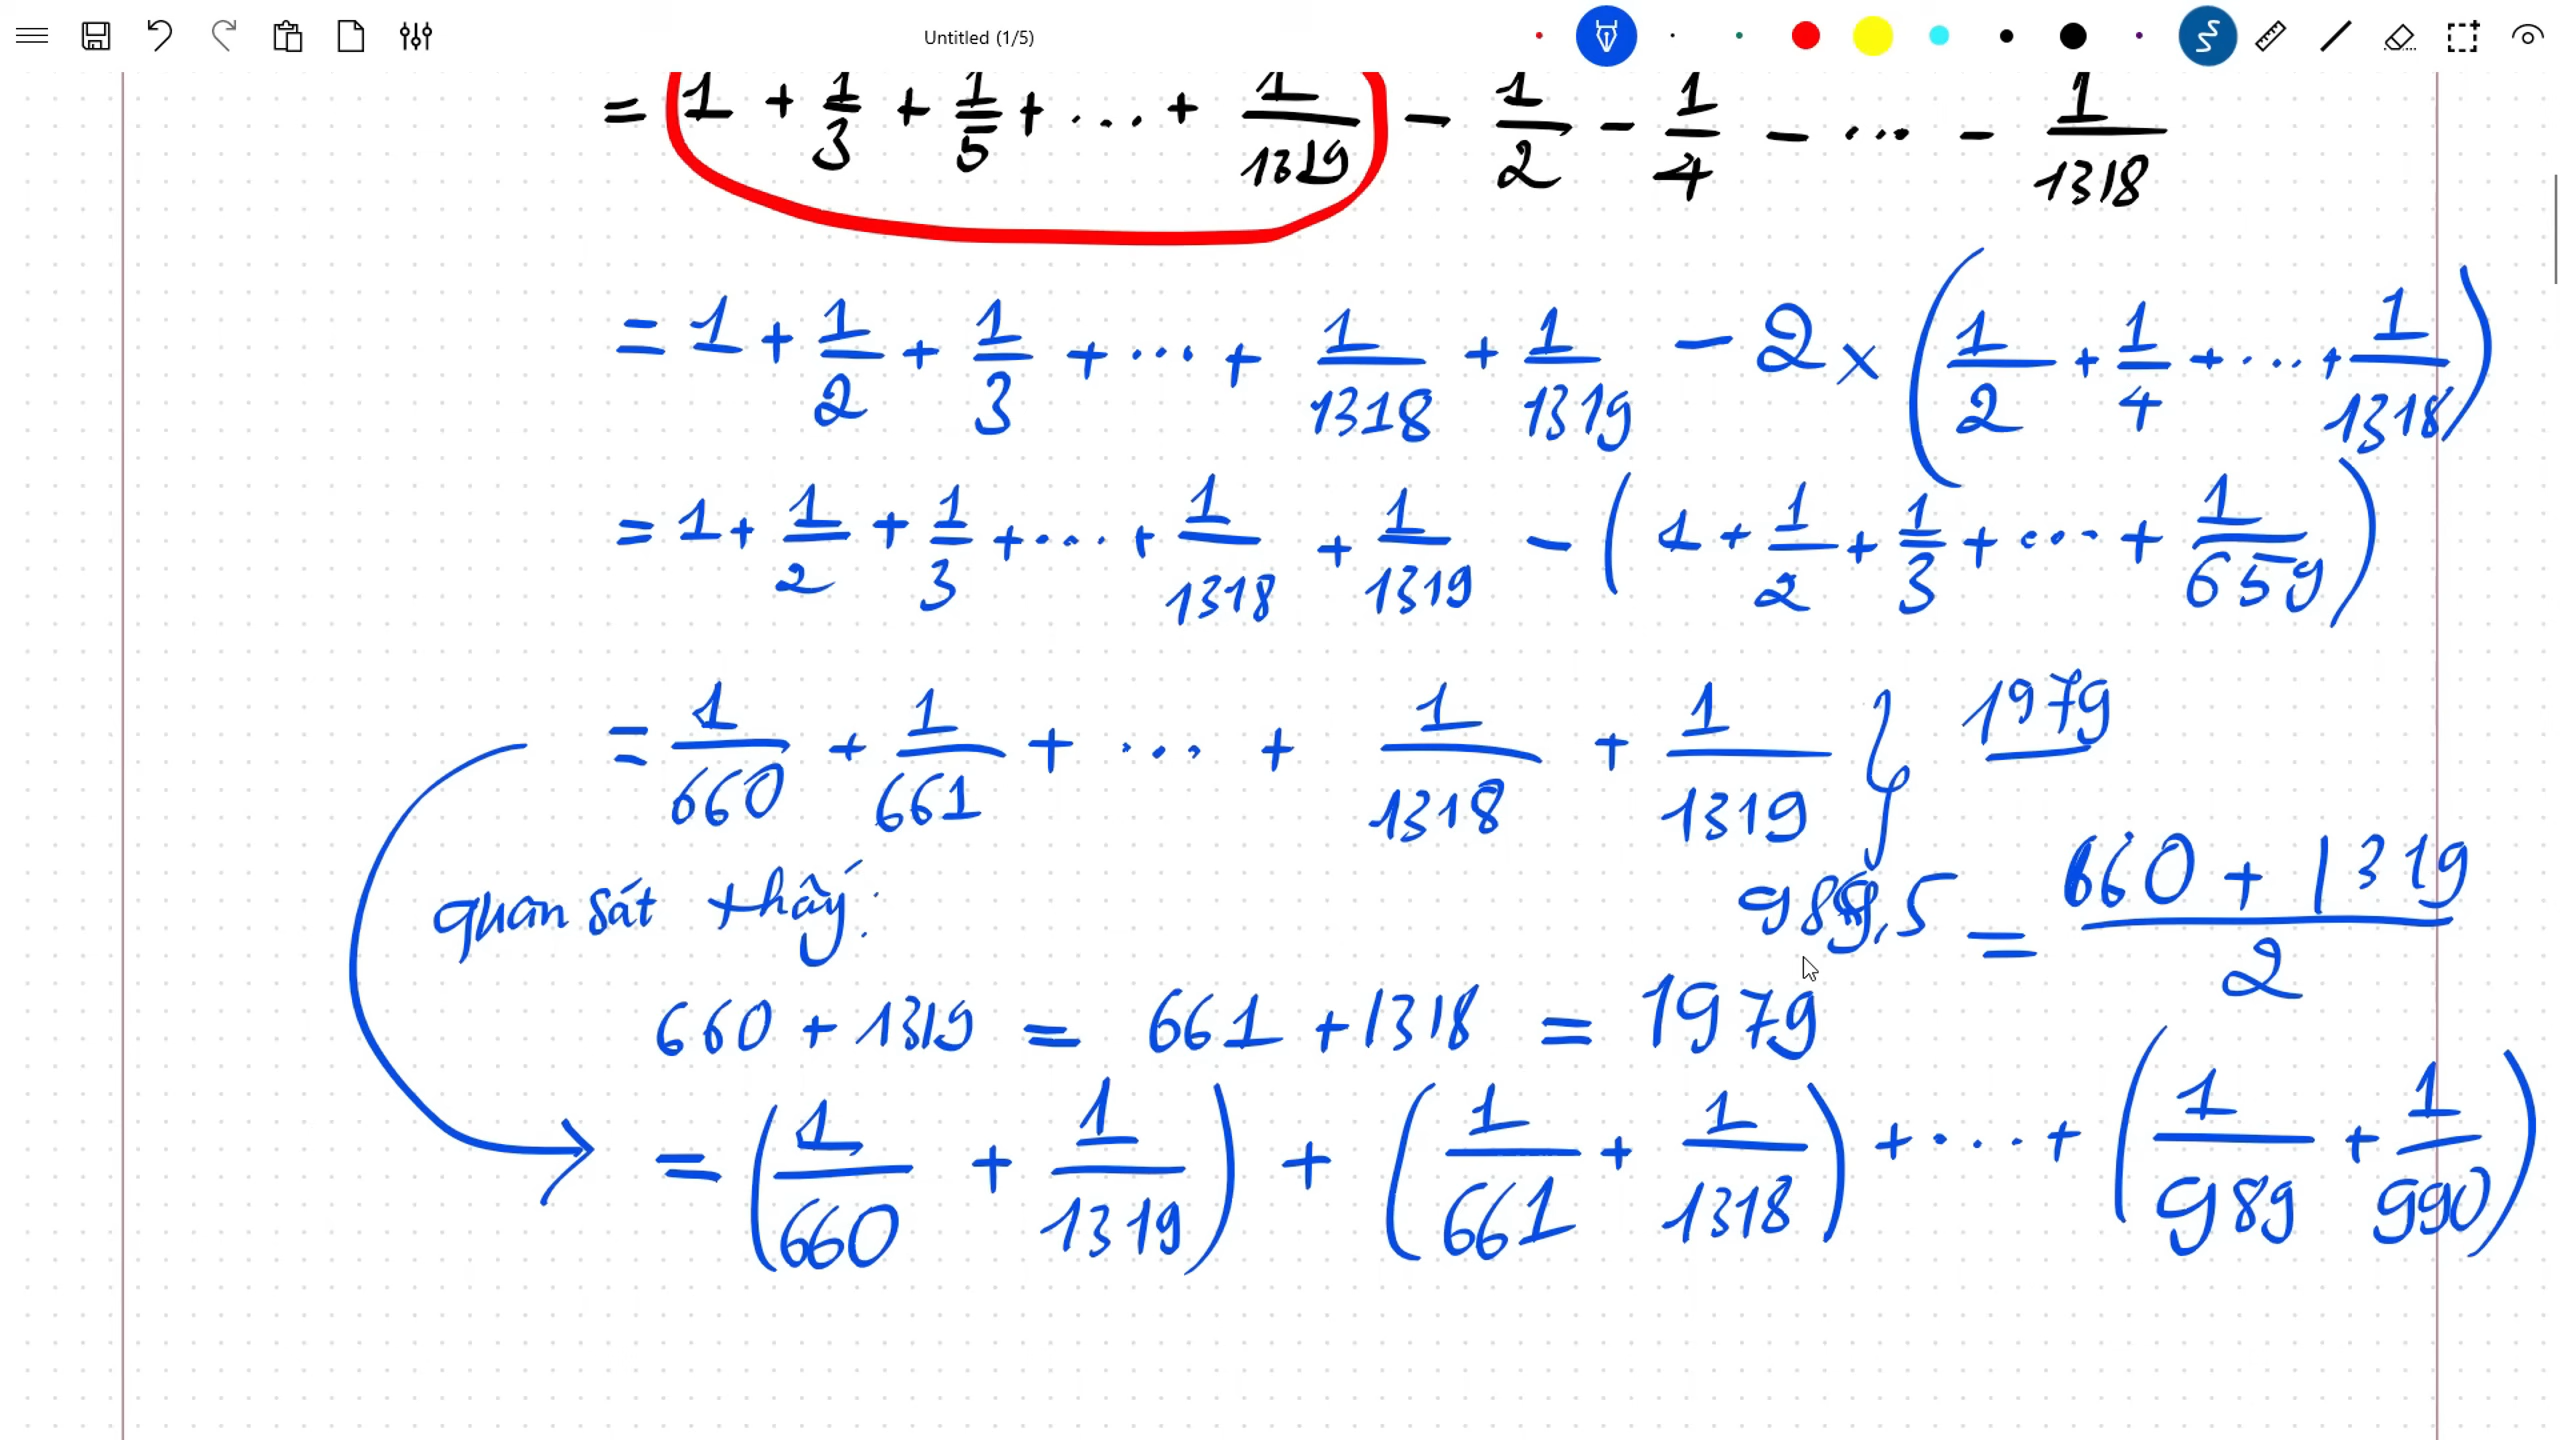 Untitled (1/5)
= 1 + 1/3 + 1/5 + ... + 1/1319 - 1/2 - 1/4 - ... - 1/1318
= 1 + 1/2 + 1/3 + ... + 1/1318 + 1/1319 - 2 × (1/2 + 1/4 + ... + 1/1318)
= 1 + 1/2 + 1/3 + ... + 1/1318 + 1/1319 - (1 + 1/2 + 1/3 + ... + 1/659)
= 1/660 + 1/661 + ... + 1/1318 + 1/1319 1979
quan sát thấy: 989,5 = (660 + 1319)/2
660 + 1319 = 661 + 1318 = 1979
= (1/660 + 1/1319) + (1/661 + 1/1318) + ... + (1/989 + 1/990)